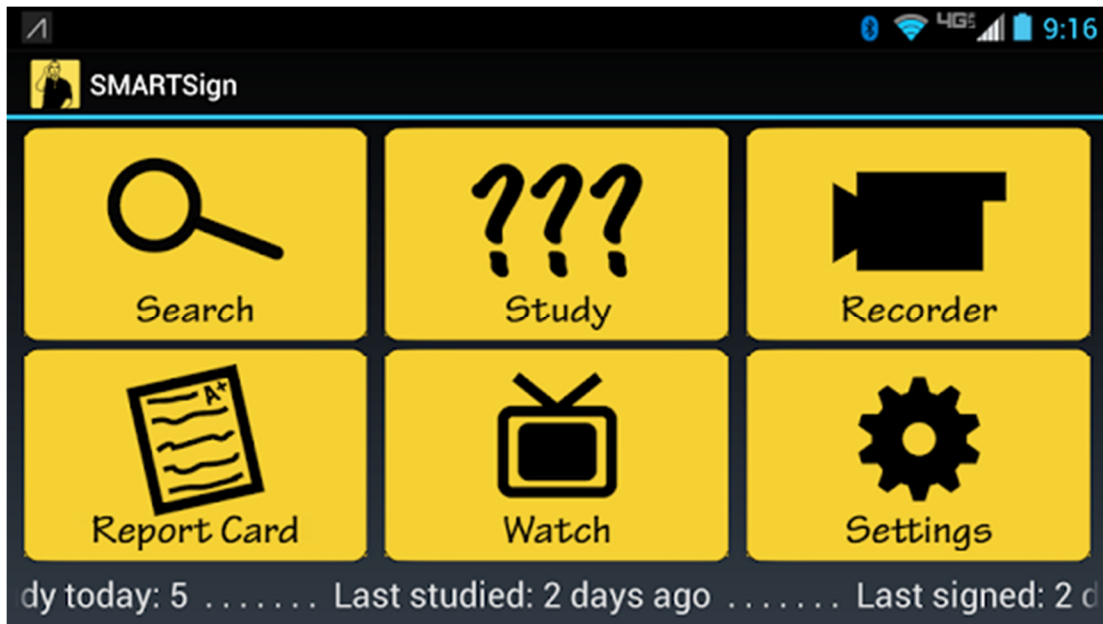 4G 9:16
SMARTSign
Search Study Recorder
A+
Report Card Watch Settings
dy today: 5 ....... Last studied: 2 days ago ....... Last signed: 2 d